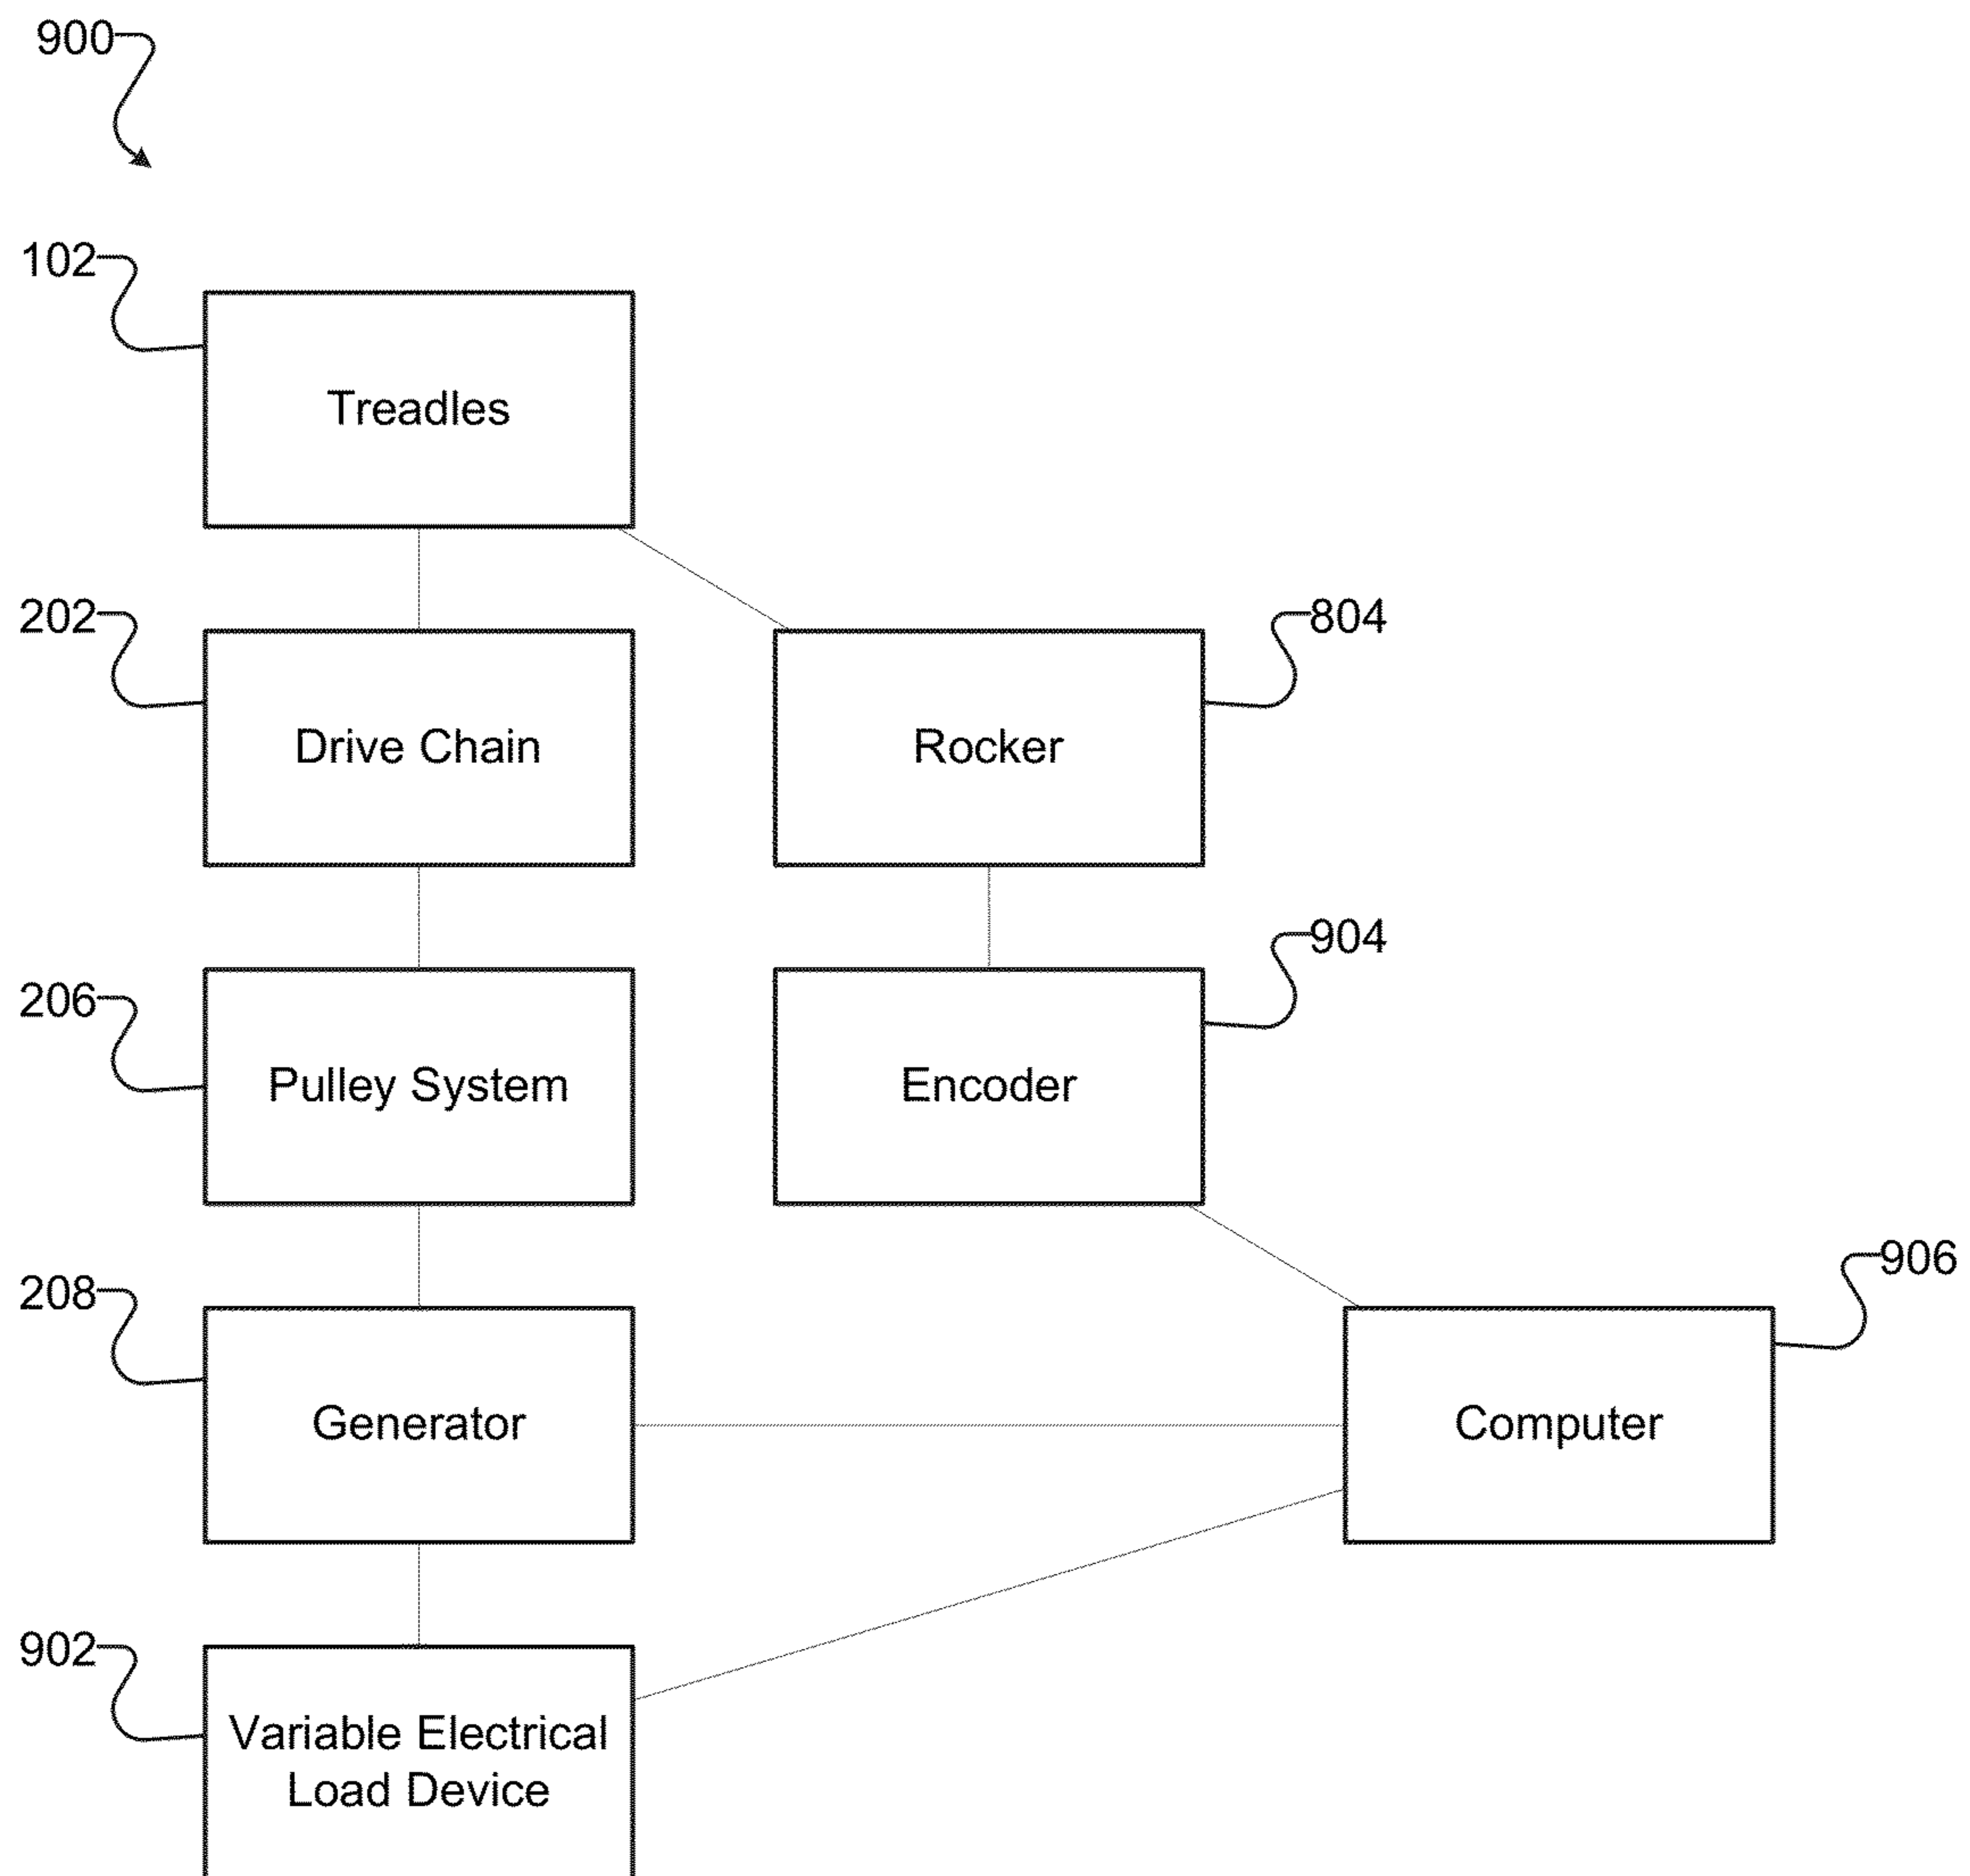 900
102
Treadles
202
804
Drive Chain
Rocker
904
206
Pulley System
Encoder
906
208
Generator
Computer
902
Variable Electrical
Load Device